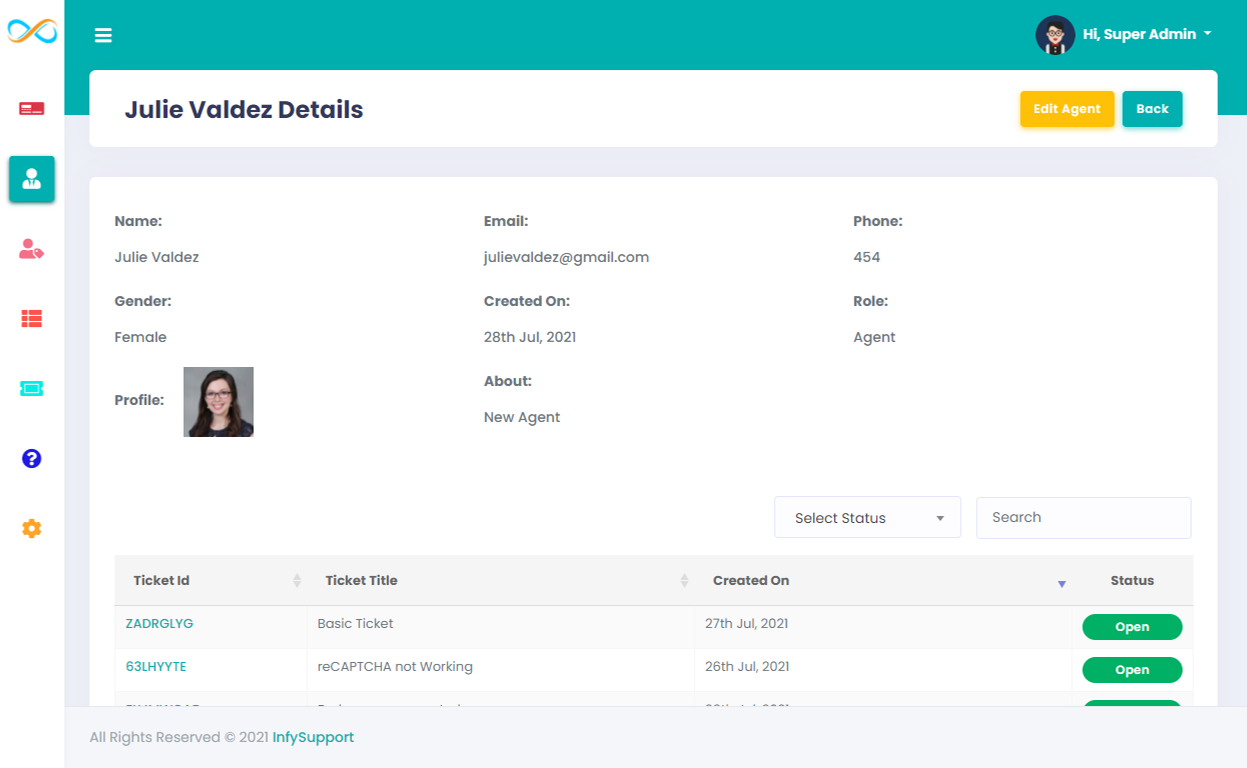 Hi, Super Admin
Julie Valdez Details
Edit Agent
Back
Name:
Email:
Phone:
Julie Valdez
julievaldez@gmail.com
454
Gender:
Created On:
Role:
Female
28th Jul, 2021
Agent
Profile:
About:
New Agent
Select Status
Search
Ticket Id
Ticket Title
Created On
Status
ZADRGLYG
Basic Ticket
27th Jul, 2021
Open
63LHYYTE
reCAPTCHA not Working
26th Jul, 2021
Open
All Rights Reserved © 2021 InfySupport